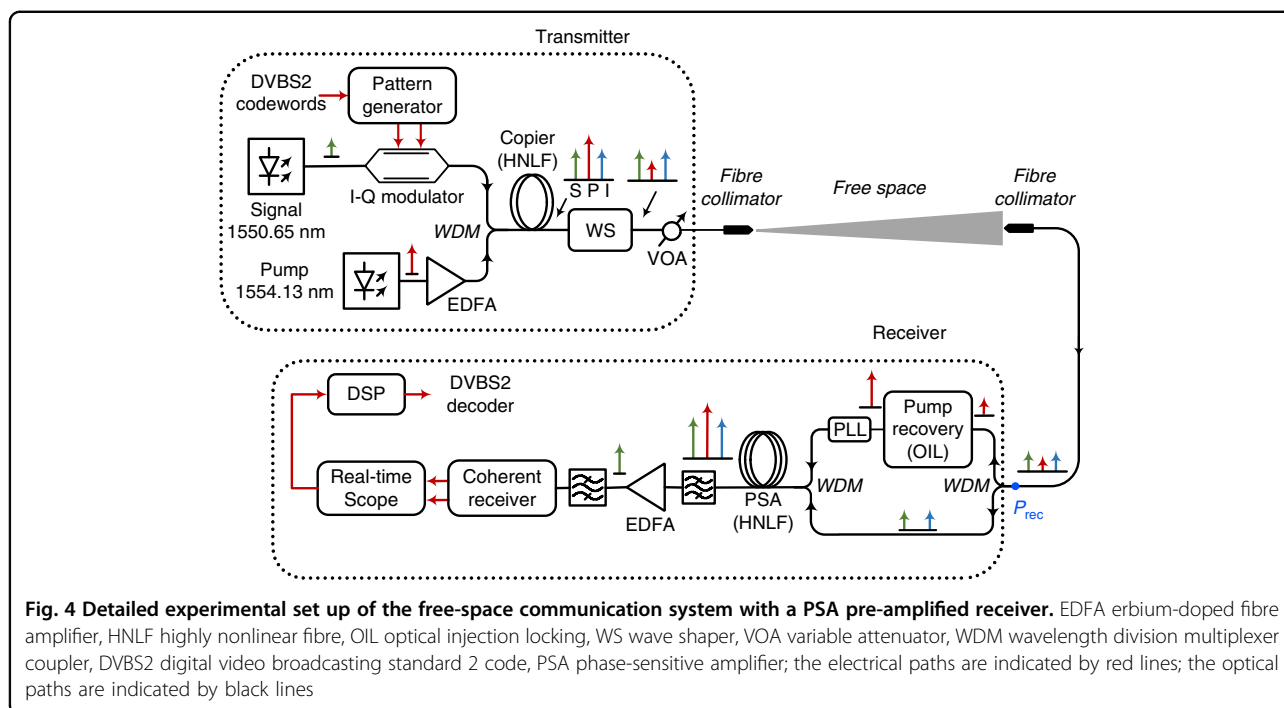 Transmitter
DVBS2
codewords
Pattern
generator
Copier
(HNLF)
S P I
I-Q modulator
Signal
1550.65 nm
WDM
WS
VOA
Pump
1554.13 nm
EDFA
Fibre
collimator
Free space
Fibre
collimator
Receiver
DSP
DVBS2
decoder
Pump
recovery
(OIL)
PLL
Real-time
Scope
Coherent
receiver
EDFA
PSA
(HNLF)
WDM
WDM
Prec
Fig. 4 Detailed experimental set up of the free-space communication system with a PSA pre-amplified receiver. EDFA erbium-doped fibre
amplifier, HNLF highly nonlinear fibre, OIL optical injection locking, WS wave shaper, VOA variable attenuator, WDM wavelength division multiplexer
coupler, DVBS2 digital video broadcasting standard 2 code, PSA phase-sensitive amplifier; the electrical paths are indicated by red lines; the optical
paths are indicated by black lines